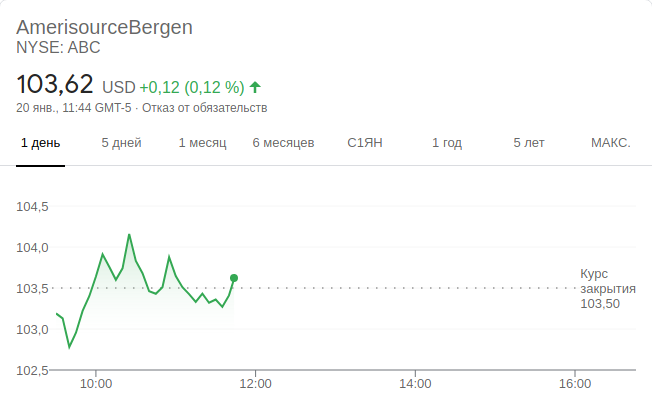 AmerisourceBergen
NYSE: ABC
103,62 USD +0,12 (0,12 %)
20 янв., 11:44 GMT-5 · Отказ от обязательств
1 день 5 дней 1 месяц 6 месяцев С1ЯН 1 год 5 лет МАКС.
104,5
104,0
103,5
Курс
закрытия
103,50
103,0
102,5
10:00 12:00 14:00 16:00